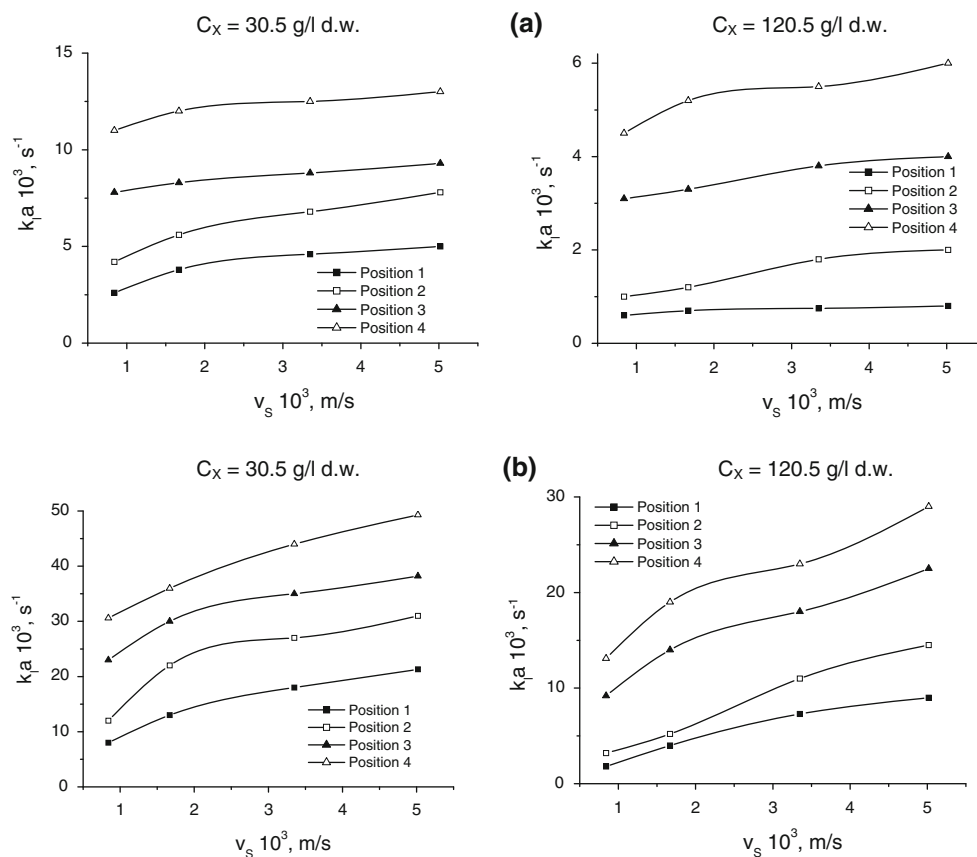 C_X = 30.5 g/l d.w.
(a)
C_X = 120.5 g/l d.w.
15
10
5
0
k_l a 10^3, s^-1
Position 1
Position 2
Position 3
Position 4
1 2 3 4 5
v_S 10^3, m/s
6
4
2
0
k_l a 10^3, s^-1
Position 1
Position 2
Position 3
Position 4
1 2 3 4 5
v_S 10^3, m/s
C_X = 30.5 g/l d.w.
(b)
C_X = 120.5 g/l d.w.
50
40
30
20
10
0
k_l a 10^3, s^-1
Position 1
Position 2
Position 3
Position 4
1 2 3 4 5
v_S 10^3, m/s
30
20
10
0
k_l a 10^3, s^-1
Position 1
Position 2
Position 3
Position 4
1 2 3 4 5
v_S 10^3, m/s